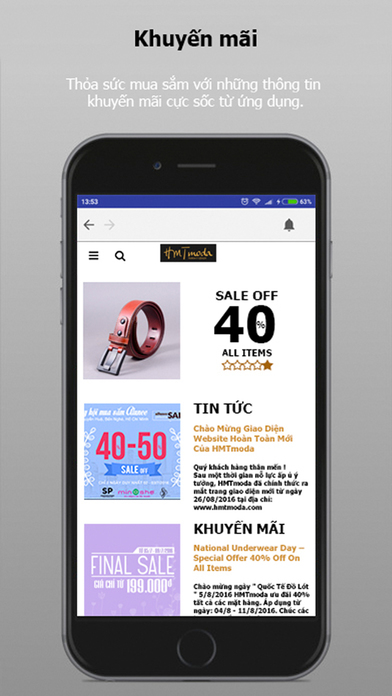 Khuyến mãi
Thỏa sức mua sắm với những thông tin
khuyến mãi cực sốc từ ứng dụng.
13:53
63%
HMTmoda
SALE OFF
40%
ALL ITEMS
TIN TỨC
Chào Mừng Giao Diện
Website Hoàn Toàn Mới
Của HMTmoda
40-50%
SALE OFF
SP
minoshe
Quý khách hàng thân mến !
Sau một thời gian nỗ lực ấp ủ ý
tưởng, HMTmoda đã chính thức ra
mắt trang giao diện mới từ ngày
26/08/2016 tại địa chỉ:
www.hmtmoda.com
KHUYẾN MÃI
National Underwear Day –
Special Offer 40% Off On
All Items
FINAL SALE
GIÁ CHỈ TỪ 199.000đ
Chào mừng ngày " Quốc Tế Đồ Lót
" 5/8/2016 HMTmoda ưu đãi 40%
tất cả các mặt hàng. Áp dụng từ
ngày: 04/8 - 11/8/2016. Chúc các